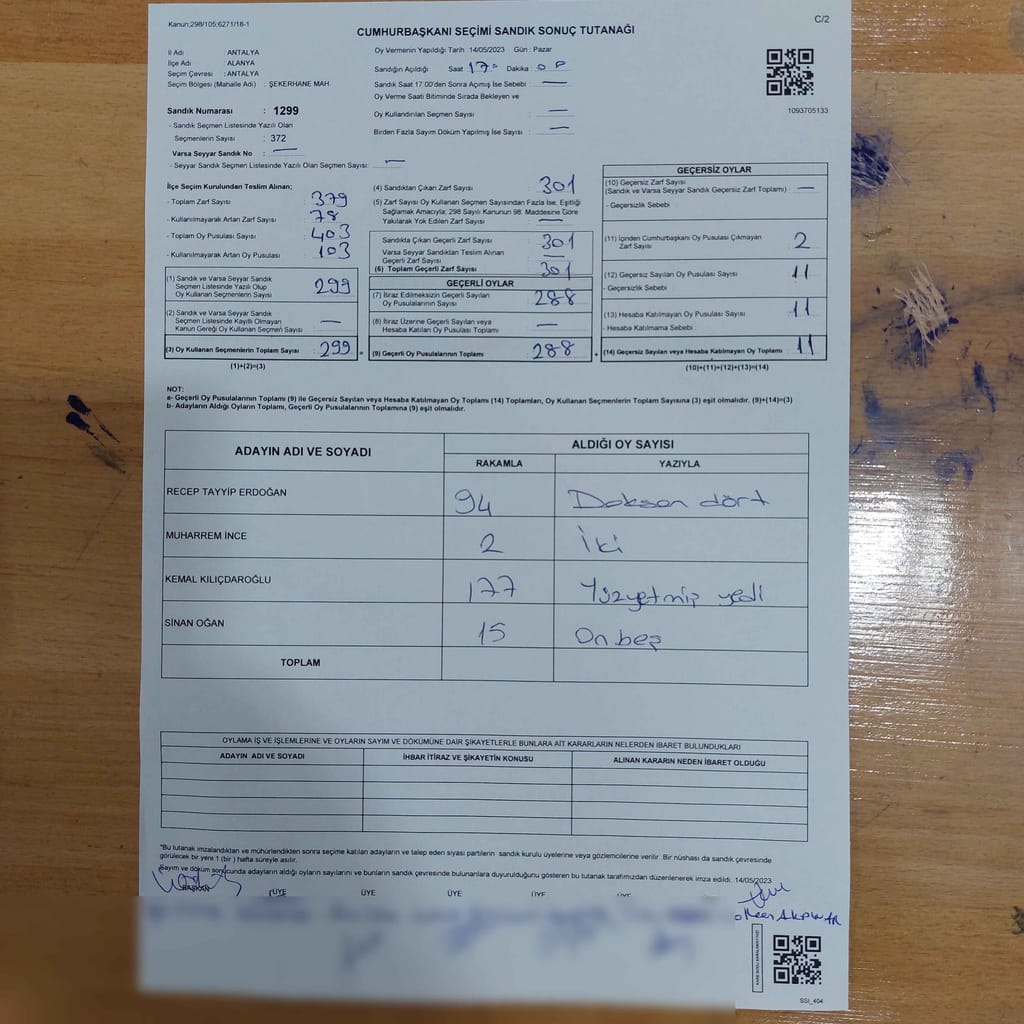 Kanun;298/105;6271/18-1
C/2
CUMHURBAŞKANI SEÇİMİ SANDIK SONUÇ TUTANAĞI
İl Adı : ANTALYA
İlçe Adı : ALANYA
Seçim Çevresi : ANTALYA
Seçim Bölgesi (Mahalle Adı) : ŞEKERHANE MAH.
Oy Vermenin Yapıldığı Tarih :14/05/2023 Gün : Pazar
Sandığın Açıldığı Saat 17 Dakika
Sandık Saat 17:00'den Sonra Açımış İse Sebebi : —
Oy Verme Saati Bitiminde Sırada Bekleyen ve
Oy Kullandırılan Seçmen Sayısı : —
Birden Fazla Sayım Döküm Yapılmış İse Sayısı : —
1093705133
Sandık Numarası : 1299
- Sandık Seçmen Listesinde Yazılı Olan
Seçmenlerin Sayısı : 372
Varsa Seyyar Sandık No : —
- Seyyar Sandık Seçmen Listesinde Yazılı Olan Seçmen Sayısı: —
İlçe Seçim Kurulundan Teslim Alınan;
- Toplam Zarf Sayısı : 379
- Kullanılmayarak Artan Zarf Sayısı : 78
- Toplam Oy Pusulası Sayısı : 403
- Kullanılmayarak Artan Oy Pusulası : 103
(1) Sandık ve Varsa Seyyar Sandık
Seçmen Listesinde Yazılı Olup
Oy Kullanan Seçmenlerin Sayısı : 299
(2) Sandık ve Varsa Seyyar Sandık
Seçmen Listesinde Kayıtlı Olmayan
Kanun Gereği Oy Kullanan Seçmen Sayısı : —
(3) Oy Kullanan Seçmenlerin Toplam Sayısı : 299
(1)+(2)=(3)
(4) Sandıktan Çıkan Zarf Sayısı : 301
(5) Zarf Sayısı Oy Kullanan Seçmen Sayısından Fazla İse, Eşitliği
Sağlamak Amacıyla; 298 Sayılı Kanunun 98. Maddesine Göre
Yakılarak Yok Edilen Zarf Sayısı : —
Sandıkta Çıkan Geçerli Zarf Sayısı : 301
Varsa Seyyar Sandıktan Teslim Alınan
Geçerli Zarf Sayısı : —
(6) Toplam Geçerli Zarf Sayısı : 301
GEÇERLİ OYLAR
(7) İtiraz Edilmeksizin Geçerli Sayılan
Oy Pusulalarının Sayısı : 288
(8) İtiraz Üzerine Geçerli Sayılan veya
Hesaba Katılan Oy Pusulası Toplamı : —
= (9) Geçerli Oy Pusulalarının Toplamı : 288 +
GEÇERSİZ OYLAR
(10) Geçersiz Zarf Sayısı
(Sandık ve Varsa Seyyar Sandık Geçersiz Zarf Toplamı) : —
- Geçersizlik Sebebi :
(11) İçinden Cumhurbaşkanı Oy Pusulası Çıkmayan
Zarf Sayısı : 2
(12) Geçersiz Sayılan Oy Pusulası Sayısı : 11
- Geçersizlik Sebebi :
(13) Hesaba Katılmayan Oy Pusulası Sayısı : 11
- Hesaba Katılmama Sebebi :
(14) Geçersiz Sayılan veya Hesaba Katılmayan Oy Toplamı : 11
(10)+(11)+(12)+(13)=(14)
NOT:
a- Geçerli Oy Pusulalarının Toplamı (9) ile Geçersiz Sayılan veya Hesaba Katılmayan Oy Toplamı (14) Toplamları, Oy Kullanan Seçmenlerin Toplam Sayısına (3) eşit olmalıdır. (9)+(14)=(3)
b- Adayların Aldığı Oyların Toplamı, Geçerli Oy Pusulalarının Toplamına (9) eşit olmalıdır.
ADAYIN ADI VE SOYADI
ALDIĞI OY SAYISI
RAKAMLA YAZIYLA
RECEP TAYYİP ERDOĞAN 94 Doksan dört
MUHARREM İNCE 2 İki
KEMAL KILIÇDAROĞLU 177 Yüzyetmiş yedi
SİNAN OĞAN 15 On beş
TOPLAM
OYLAMA İŞ VE İŞLEMLERİNE VE OYLARIN SAYIM VE DÖKÜMÜNE DAİR ŞİKAYETLERLE BUNLARA AİT KARARLARIN NELERDEN İBARET BULUNDUKLARI
ADAYIN ADI VE SOYADI İHBAR İTİRAZ VE ŞİKAYETİN KONUSU ALINAN KARARIN NEDEN İBARET OLDUĞU
*Bu tutanak imzalandıktan ve mühürlendikten sonra seçime katılan adayların ve talep eden siyasi partilerin sandık kurulu üyelerine veya gözlemcilerine verilir. Bir nüshası da sandık çevresinde
görülecek bir yere 1 (bir ) hafta süreyle asılır.
Sayım ve döküm sonucunda adayların aldığı oyların sayılarını ve bunların sandık çevresinde bulunanlara duyurulduğunu gösteren bu tutanak tarafımızdan düzenlenerek imza edildi. 14/05/2023
BAŞKAN ÜYE ÜYE ÜYE ÜYE
SSI_404